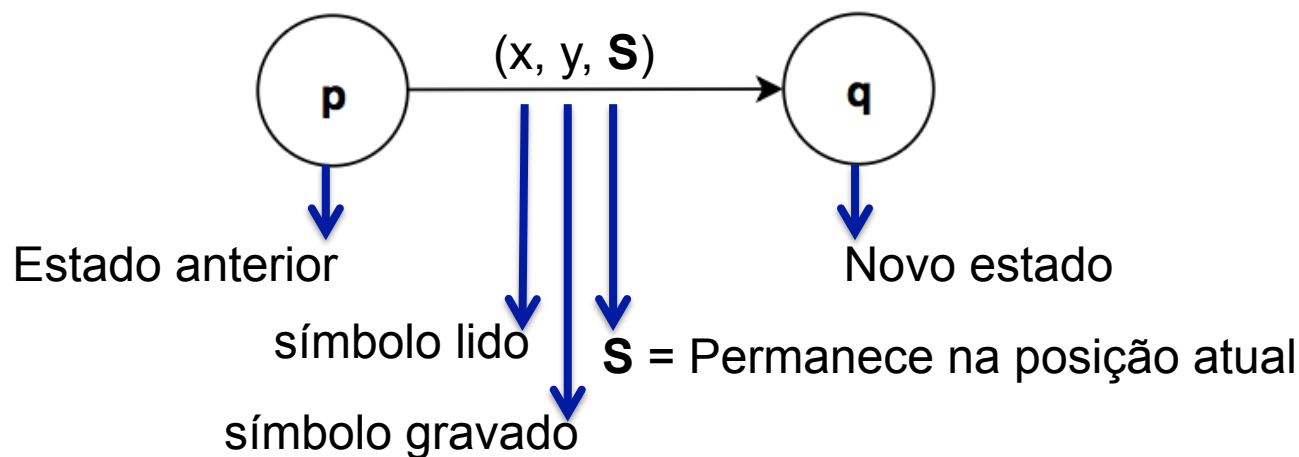 (x, y, S)
p
q
Estado anterior
Novo estado
símbolo lido
S = Permanece na posição atual
símbolo gravado